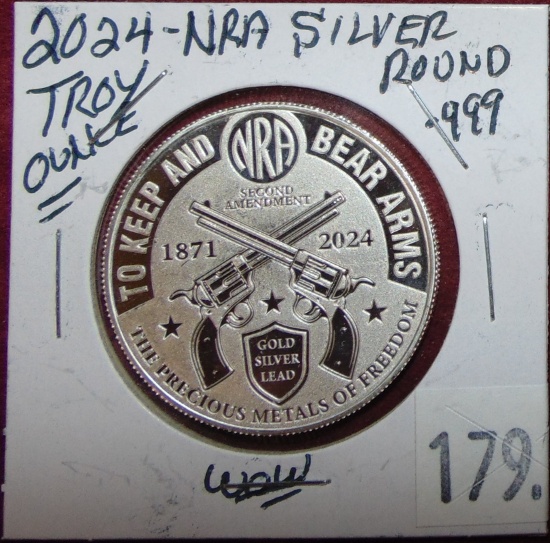 2024-NRA SILVER
ROUND
TROY
.999
OUNCE
TO KEEP AND NRA BEAR ARMS
SECOND
AMENDMENT
1871 2024
GOLD
SILVER
LEAD
THE PRECIOUS METALS OF FREEDOM
179.
WOW